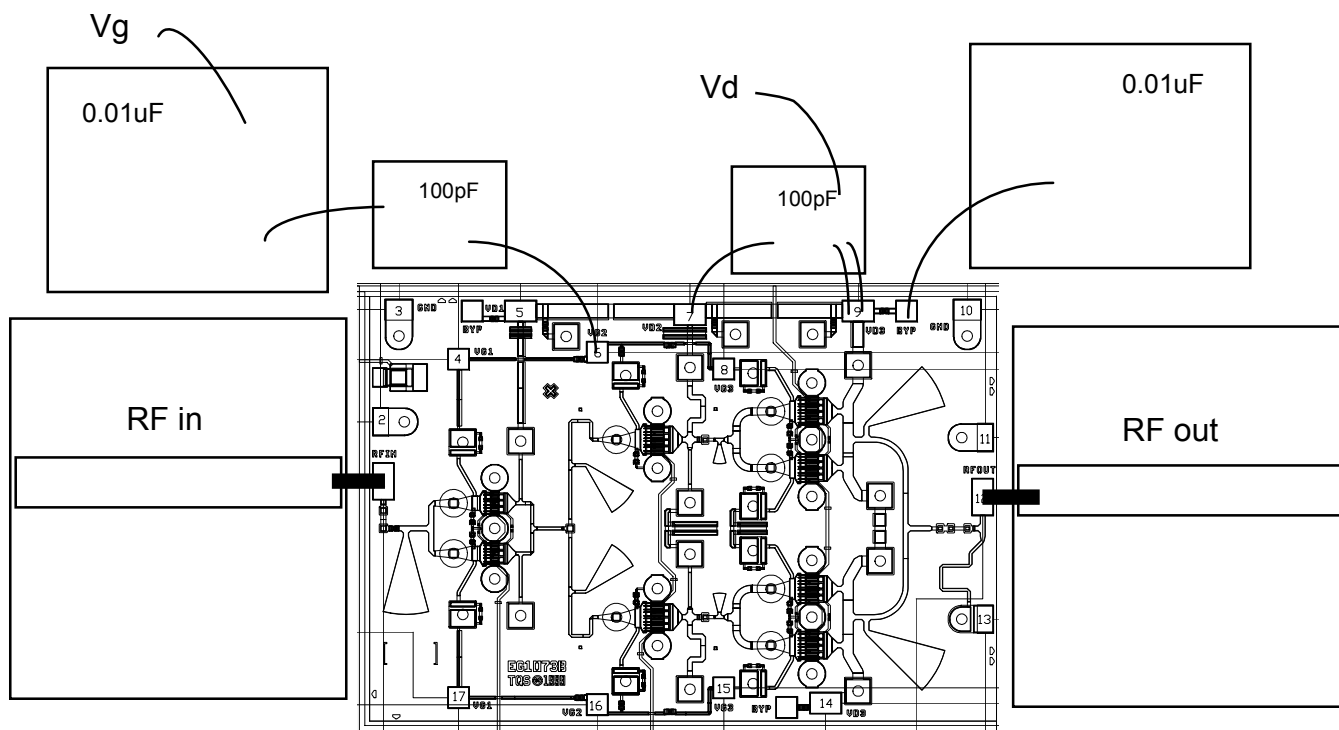 Vg
0.01uF
100pF
Vd
100pF
0.01uF
3
GND
BYP
VD1
5
VG2
VD2
7
9
VD3
BYP
GND
10
4
VG1
6
8
VG3
2
RFIN
RF in
11
RFOUT
RF out
13
TQS
17
VG1
VG2
16
15
VG3
BYP
14
VD3